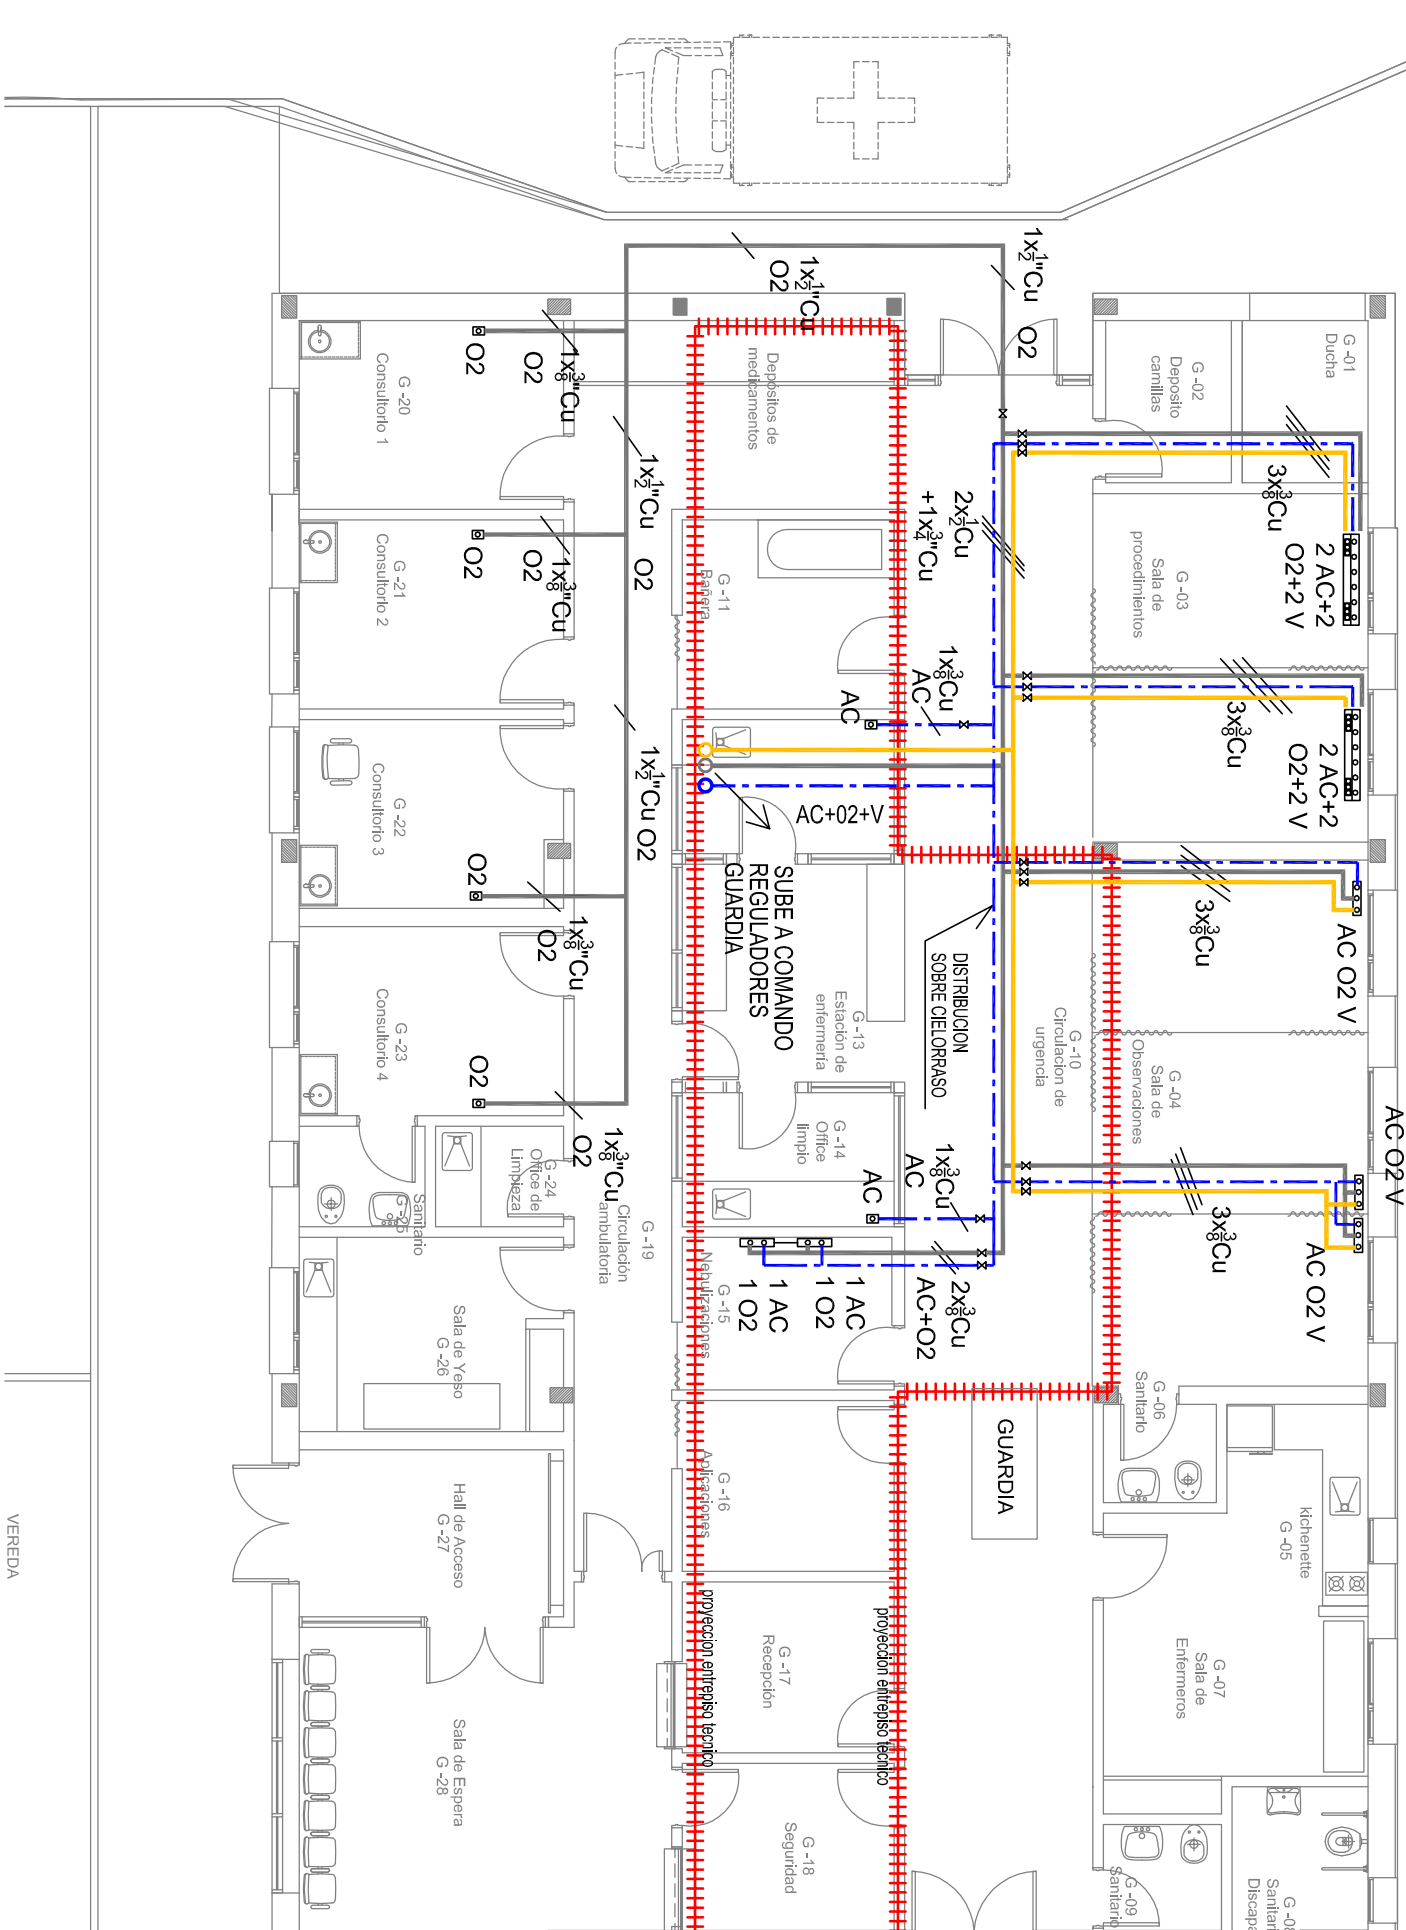 1x½"Cu
O2
1x½"Cu
O2
G -01
Ducha
G -02
Deposito
camillas
3x⅜Cu
2 AC+2
O2+2 V
G -03
Sala de
procedimientos
2x½Cu
+1x¾"Cu
3x⅜Cu
2 AC+2
O2+2 V
1x⅜Cu
AC
AC
Depósitos de
medicamentos
G -11
Bañera
AC+02+V
SUBE A COMANDO
REGULADORES
GUARDIA
DISTRIBUCION
SOBRE CIELORRASO
3x⅜Cu
AC O2 V
G -10
Circulacion de
urgencia
G -04
Sala de
Observaciones
AC O2 V
3x⅜Cu
AC O2 V
G -13
Estación de
enfermería
G -14
Office
limpio
1x⅜Cu
AC
AC
2x⅜Cu
AC+O2
1 AC
1 O2
1 AC
1 O2
G -15
Nebulizaciones
G -16
Aplicaciones
GUARDIA
G -06
Sanitario
kichenette
G -05
G -07
Sala de
Enfermeros
G -17
Recepción
proyeccion entrepiso tecnico
proyeccion entrepiso tecnico
G -18
Seguridad
G -09
Sanitario
G -08
Sanitari
Discapa
G -20
Consultorio 1
O2
1x⅜"Cu
O2
1x½"Cu
O2
G -21
Consultorio 2
O2
1x⅜"Cu
O2
1x½"Cu O2
G -22
Consultorio 3
O2
1x⅜"Cu
O2
G -23
Consultorio 4
O2
1x⅜"Cu
O2
G -24
Office de
Limpieza
Sanitario
G -25
G -19
Circulación
ambulatoria
Sala de Yeso
G -26
Hall de Acceso
G -27
Sala de Espera
G -28
VEREDA